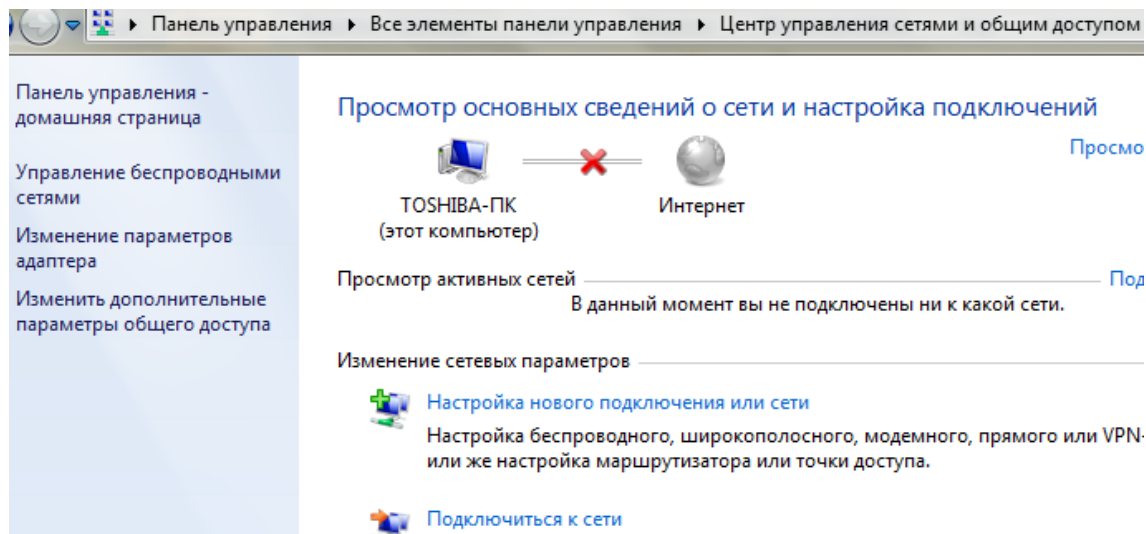 Панель управления ▸ Все элементы панели управления ▸ Центр управления сетями и общим доступом
Панель управления -
домашняя страница
Управление беспроводными
сетями
Изменение параметров
адаптера
Изменить дополнительные
параметры общего доступа
Просмотр основных сведений о сети и настройка подключений
TOSHIBA-ПК
(этот компьютер)
Интернет
Просмо
Просмотр активных сетей
Под
В данный момент вы не подключены ни к какой сети.
Изменение сетевых параметров
Настройка нового подключения или сети
Настройка беспроводного, широкополосного, модемного, прямого или VPN-
или же настройка маршрутизатора или точки доступа.
Подключиться к сети